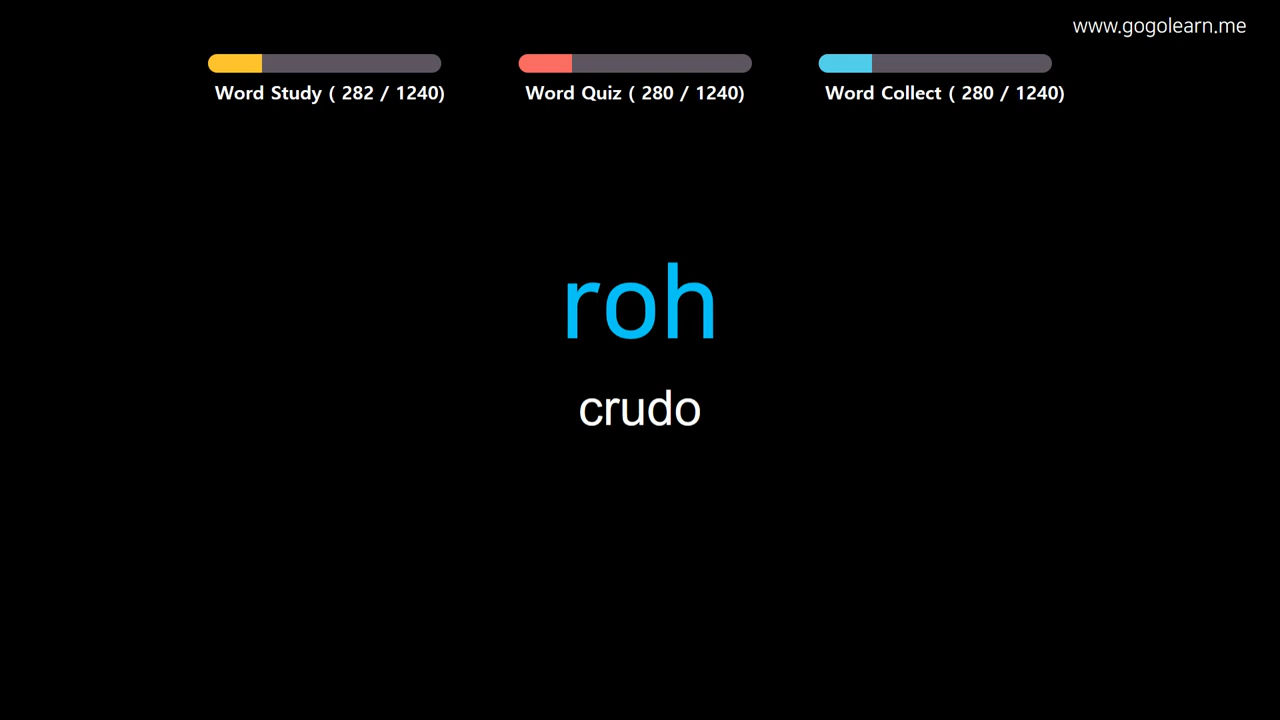 www.gogolearn.me
Word Study ( 282 / 1240)
Word Quiz ( 280 / 1240)
Word Collect ( 280 / 1240)
roh
crudo